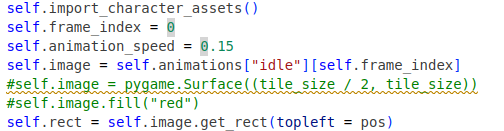 self.import_character_assets()
self.frame_index = 0
self.animation_speed = 0.15
self.image = self.animations["idle"][self.frame_index]
#self.image = pygame.Surface((tile_size / 2, tile_size))
#self.image.fill("red")
self.rect = self.image.get_rect(topleft = pos)